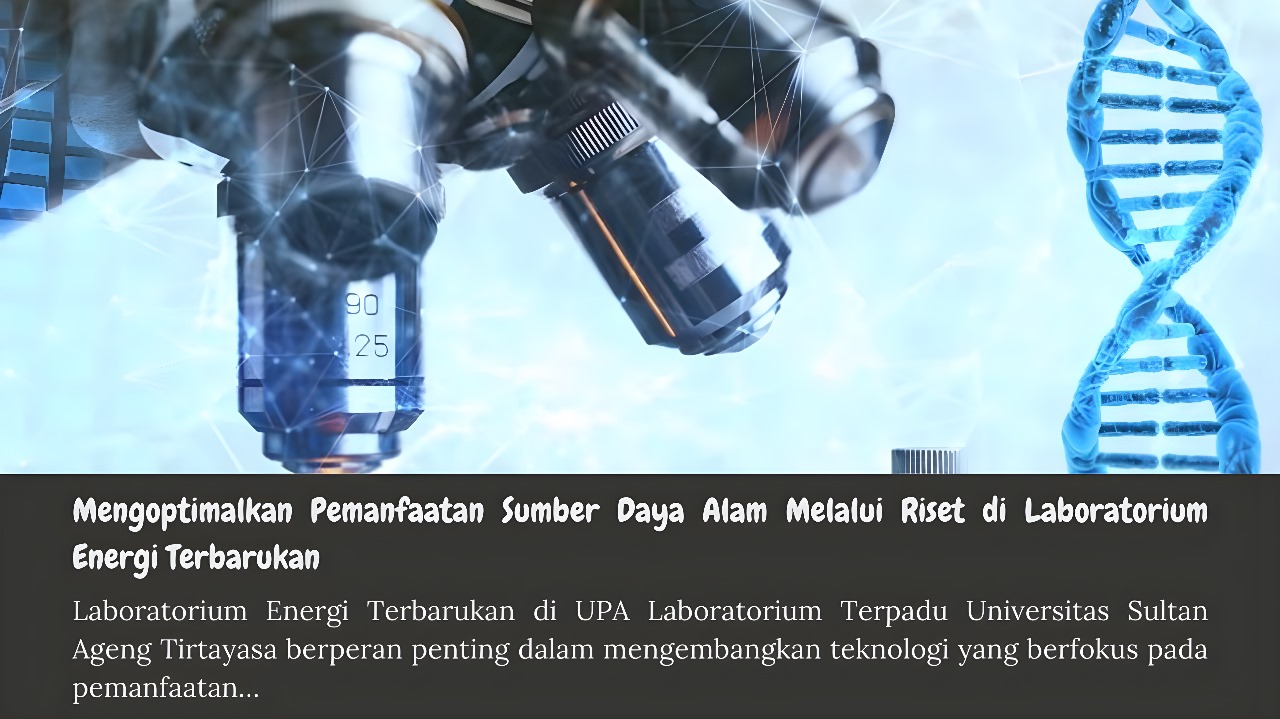 90
.25
Mengoptimalkan Pemanfaatan Sumber Daya Alam Melalui Riset di Laboratorium
Energi Terbarukan
Laboratorium Energi Terbarukan di UPA Laboratorium Terpadu Universitas Sultan
Ageng Tirtayasa berperan penting dalam mengembangkan teknologi yang berfokus pada
pemanfaatan...